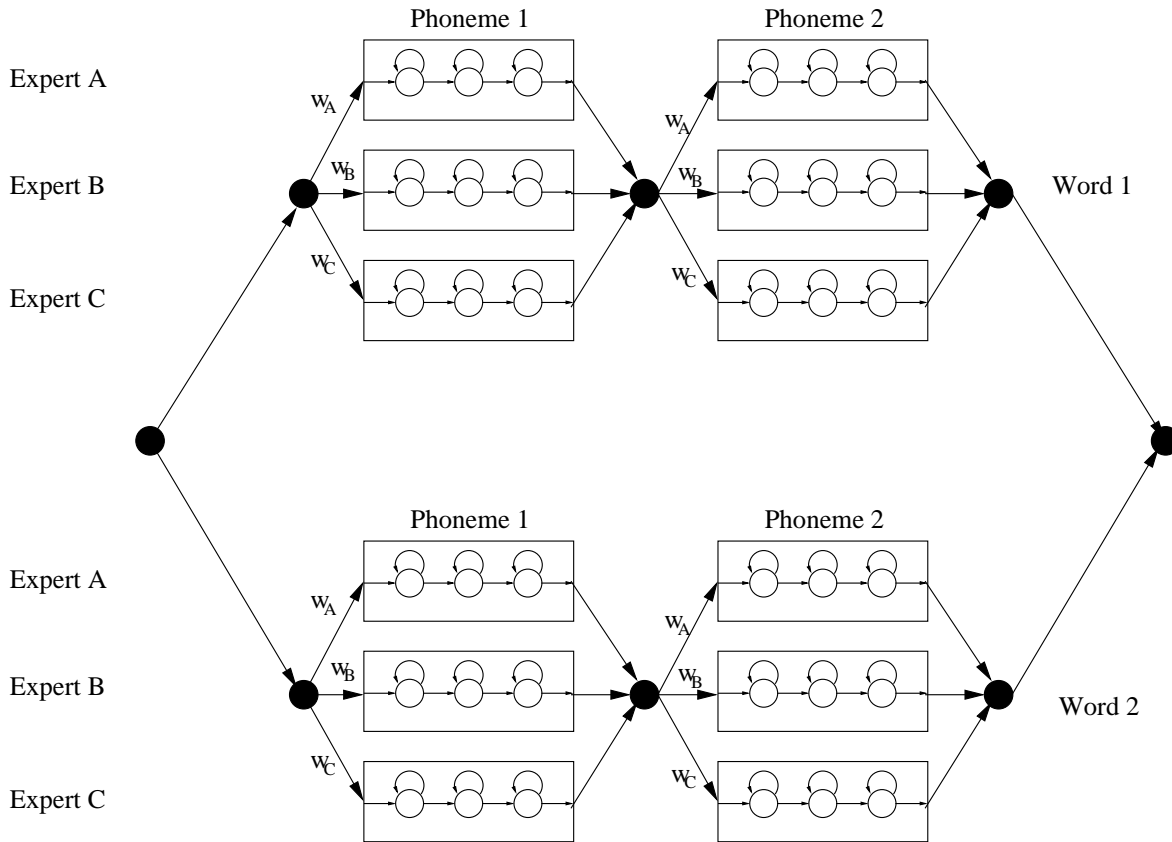 Phoneme 1 Phoneme 2
Expert A
w_A w_A
Expert B
w_B w_B
Word 1
w_C w_C
Expert C
Phoneme 1 Phoneme 2
Expert A
w_A w_A
Expert B
w_B w_B
Word 2
w_C w_C
Expert C